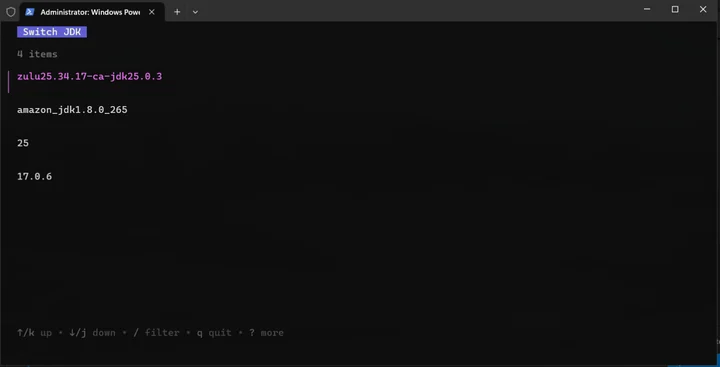 Administrator: Windows Powe
Switch JDK
4 items
zulu25.34.17-ca-jdk25.0.3
amazon_jdk1.8.0_265
25
17.0.6
↑/k up • ↓/j down • / filter • q quit • ? more